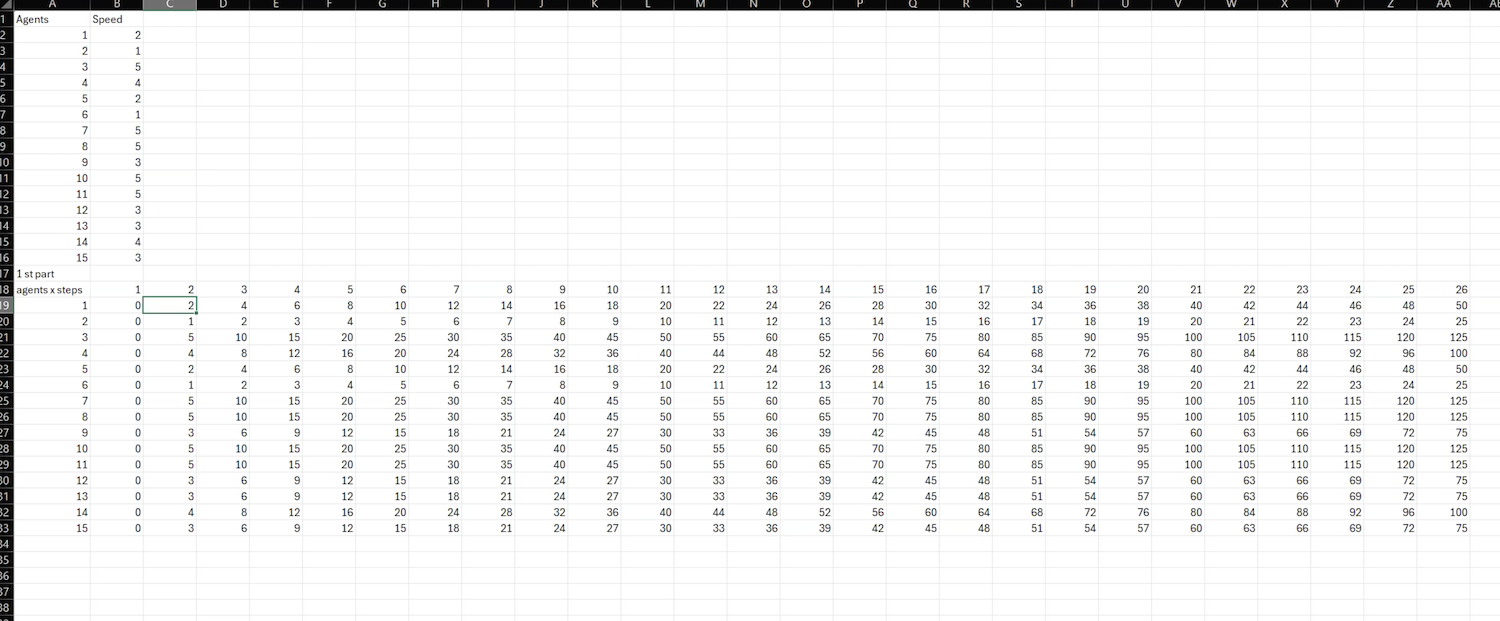 A B C D E F G H I J K L M N O P Q R S T U V W X Y Z AA
1 Agents Speed
2 1 2
3 2 1
4 3 5
5 4 4
6 5 2
7 6 1
8 7 5
9 8 5
10 9 3
11 10 5
12 11 5
13 12 3
14 13 3
15 14 4
16 15 3
17 1 st part
18 agents x steps 1 2 3 4 5 6 7 8 9 10 11 12 13 14 15 16 17 18 19 20 21 22 23 24 25 26
19 1 0 2 4 6 8 10 12 14 16 18 20 22 24 26 28 30 32 34 36 38 40 42 44 46 48 50
20 2 0 1 2 3 4 5 6 7 8 9 10 11 12 13 14 15 16 17 18 19 20 21 22 23 24 25
21 3 0 5 10 15 20 25 30 35 40 45 50 55 60 65 70 75 80 85 90 95 100 105 110 115 120 125
22 4 0 4 8 12 16 20 24 28 32 36 40 44 48 52 56 60 64 68 72 76 80 84 88 92 96 100
23 5 0 2 4 6 8 10 12 14 16 18 20 22 24 26 28 30 32 34 36 38 40 42 44 46 48 50
24 6 0 1 2 3 4 5 6 7 8 9 10 11 12 13 14 15 16 17 18 19 20 21 22 23 24 25
25 7 0 5 10 15 20 25 30 35 40 45 50 55 60 65 70 75 80 85 90 95 100 105 110 115 120 125
26 8 0 5 10 15 20 25 30 35 40 45 50 55 60 65 70 75 80 85 90 95 100 105 110 115 120 125
27 9 0 3 6 9 12 15 18 21 24 27 30 33 36 39 42 45 48 51 54 57 60 63 66 69 72 75
28 10 0 5 10 15 20 25 30 35 40 45 50 55 60 65 70 75 80 85 90 95 100 105 110 115 120 125
29 11 0 5 10 15 20 25 30 35 40 45 50 55 60 65 70 75 80 85 90 95 100 105 110 115 120 125
30 12 0 3 6 9 12 15 18 21 24 27 30 33 36 39 42 45 48 51 54 57 60 63 66 69 72 75
31 13 0 3 6 9 12 15 18 21 24 27 30 33 36 39 42 45 48 51 54 57 60 63 66 69 72 75
32 14 0 4 8 12 16 20 24 28 32 36 40 44 48 52 56 60 64 68 72 76 80 84 88 92 96 100
33 15 0 3 6 9 12 15 18 21 24 27 30 33 36 39 42 45 48 51 54 57 60 63 66 69 72 75
34
35
36
37
38